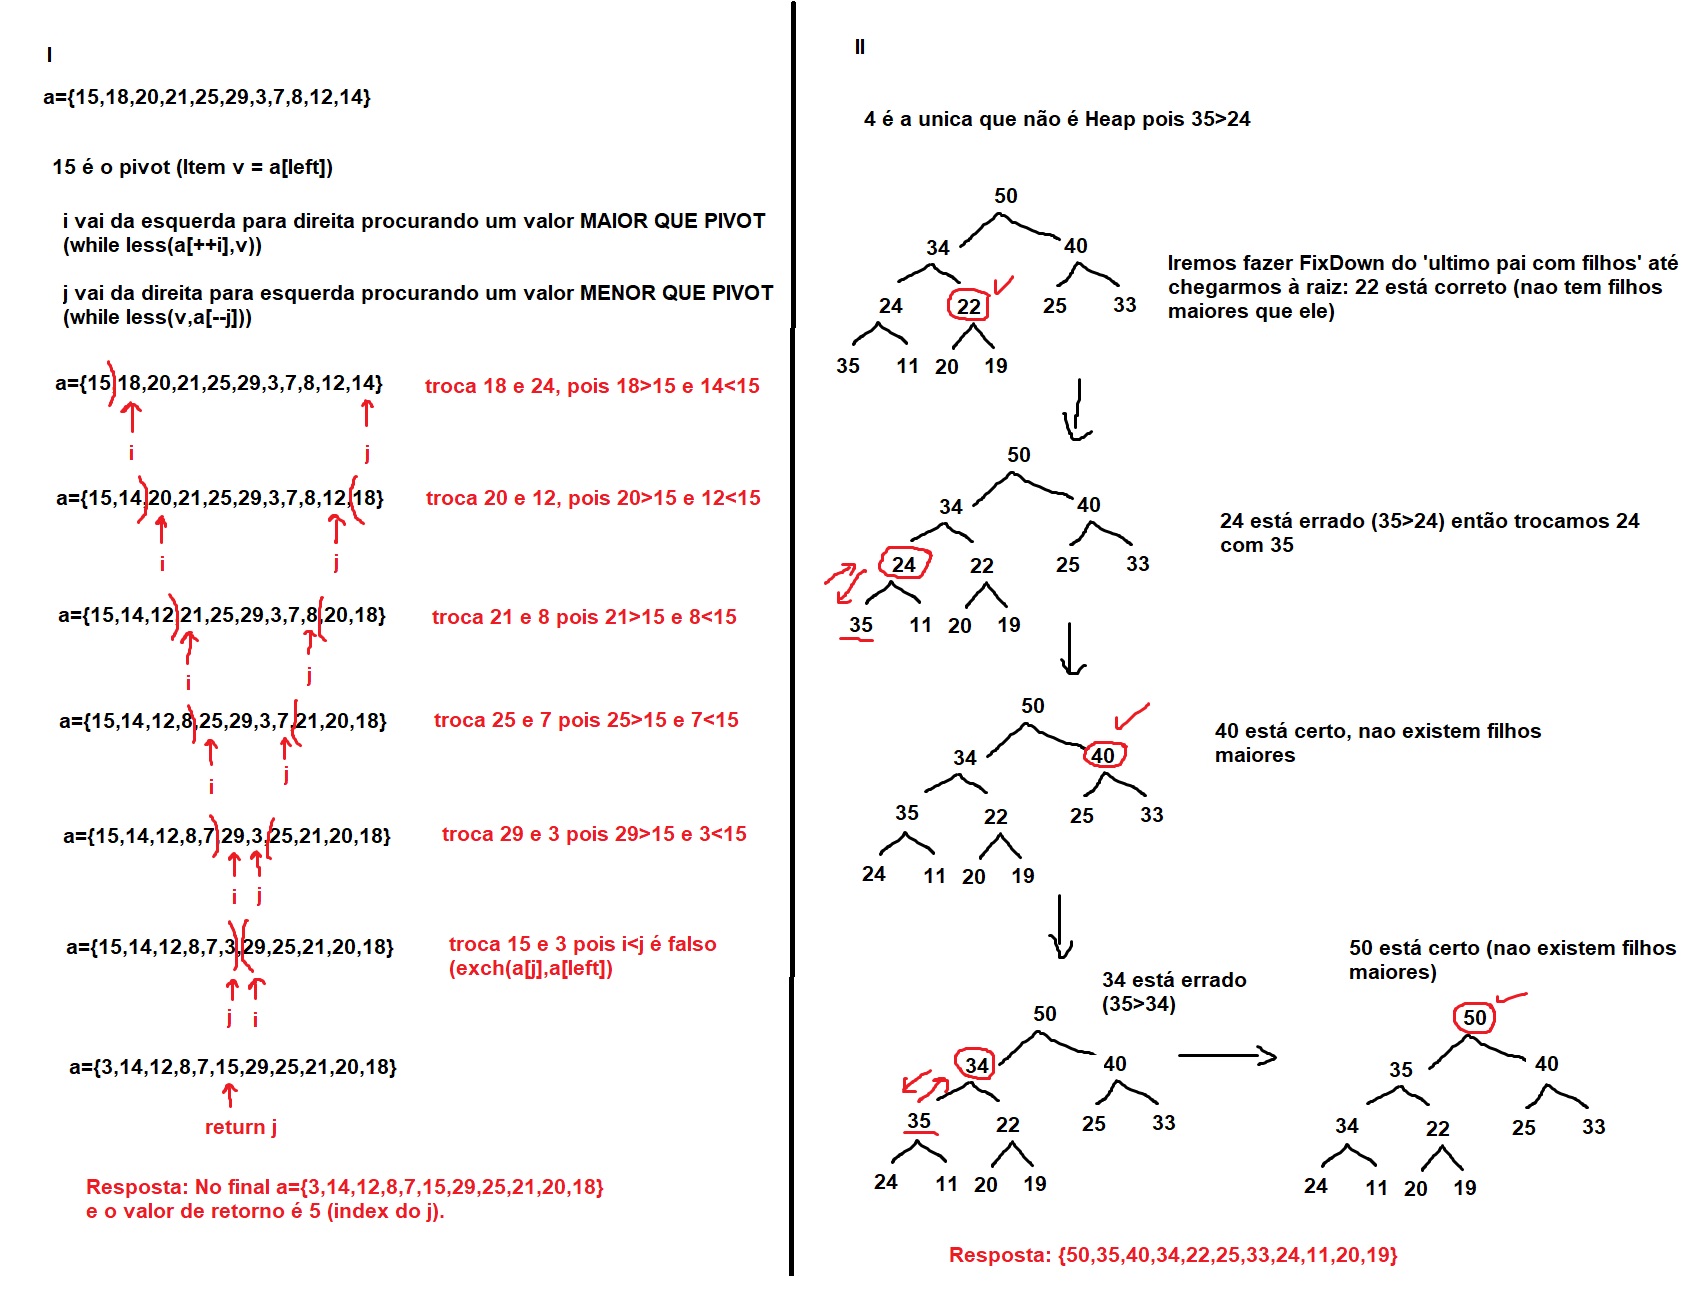 I
a={15,18,20,21,25,29,3,7,8,12,14}
15 é o pivot (Item v = a[left])
i vai da esquerda para direita procurando um valor MAIOR QUE PIVOT
(while less(a[++i],v))
j vai da direita para esquerda procurando um valor MENOR QUE PIVOT
(while less(v,a[--j]))
a={15,18,20,21,25,29,3,7,8,12,14}
troca 18 e 24, pois 18>15 e 14<15
i
j
a={15,14,20,21,25,29,3,7,8,12,18}
troca 20 e 12, pois 20>15 e 12<15
i
j
a={15,14,12,21,25,29,3,7,8,20,18}
troca 21 e 8 pois 21>15 e 8<15
i
j
a={15,14,12,8,25,29,3,7,21,20,18}
troca 25 e 7 pois 25>15 e 7<15
i
j
a={15,14,12,8,7,29,3,25,21,20,18}
troca 29 e 3 pois 29>15 e 3<15
i
j
a={15,14,12,8,7,3,29,25,21,20,18}
troca 15 e 3 pois i<j é falso
(exch(a[j],a[left])
j
i
a={3,14,12,8,7,15,29,25,21,20,18}
return j
Resposta: No final a={3,14,12,8,7,15,29,25,21,20,18}
e o valor de retorno é 5 (index do j).
II
4 é a unica que não é Heap pois 35>24
50
34 40
24 22 25 33
35 11 20 19
Iremos fazer FixDown do 'ultimo pai com filhos' até
chegarmos à raiz: 22 está correto (nao tem filhos
maiores que ele)
50
34 40
24 22 25 33
35 11 20 19
24 está errado (35>24) então trocamos 24
com 35
50
34 40
35 22 25 33
24 11 20 19
40 está certo, nao existem filhos
maiores
34 está errado
(35>34)
50
34 40
35 22 25 33
24 11 20 19
50 está certo (nao existem filhos
maiores)
50
35 40
34 22 25 33
24 11 20 19
Resposta: {50,35,40,34,22,25,33,24,11,20,19}